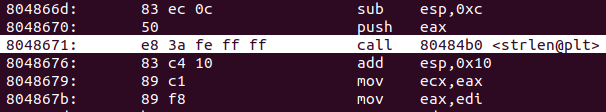 804866d: 83 ec 0c sub esp,0xc
8048670: 50 push eax
8048671: e8 3a fe ff ff call 80484b0 <strlen@plt>
8048676: 83 c4 10 add esp,0x10
8048679: 89 c1 mov ecx,eax
804867b: 89 f8 mov eax,edi